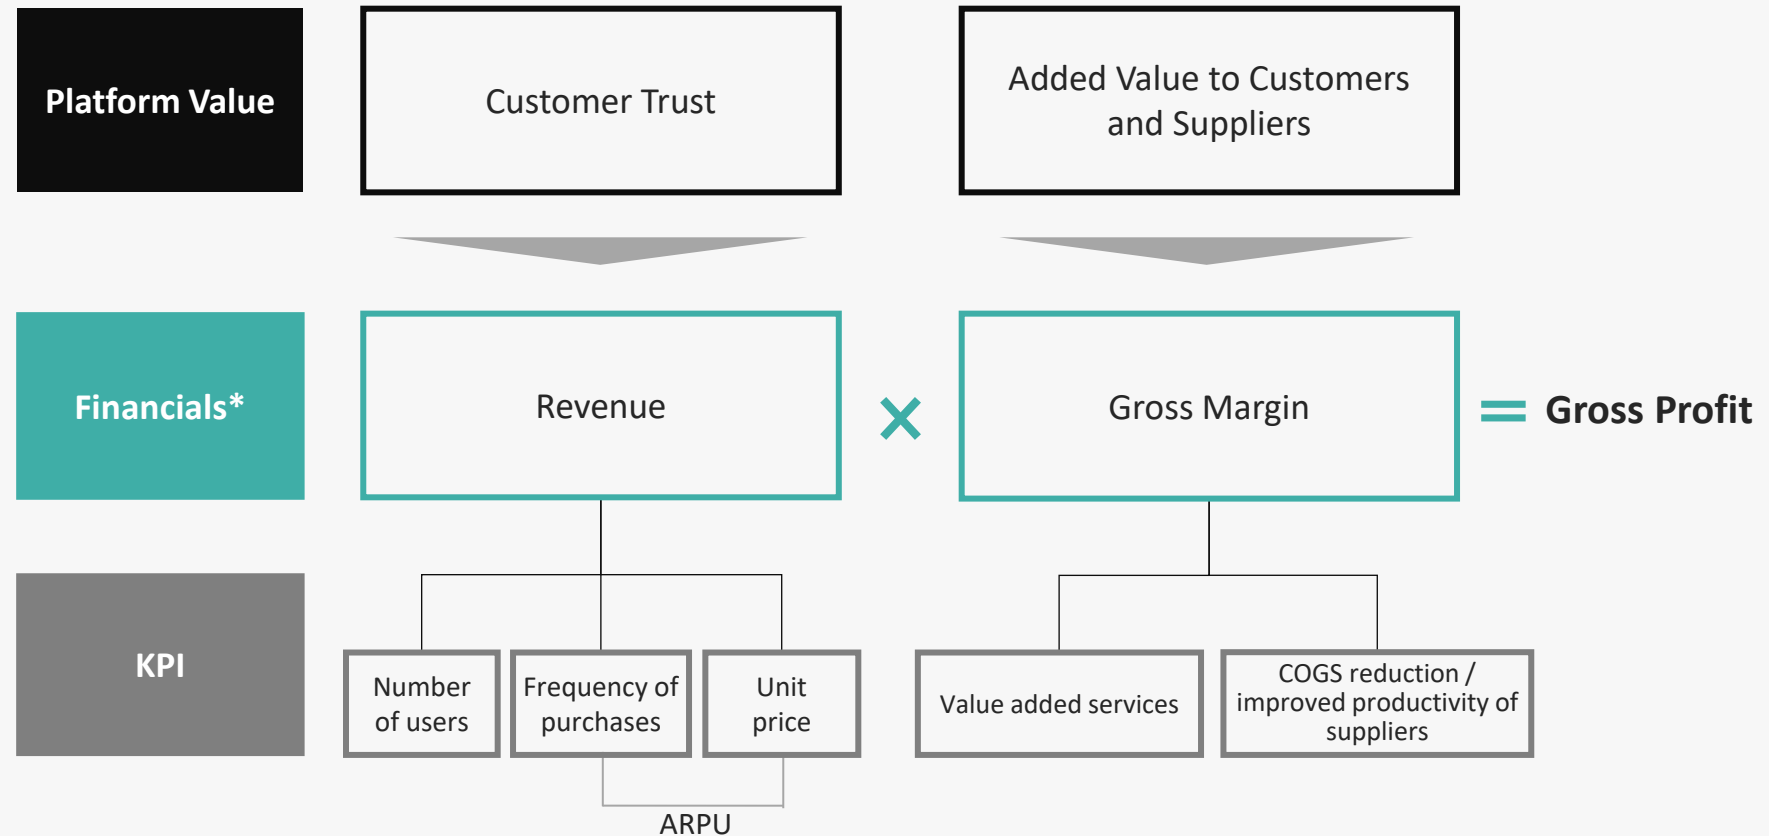 Platform Value
Customer Trust
Added Value to Customers
and Suppliers
Financials*
Revenue
×
Gross Margin
=
Gross Profit
KPI
Number
of users
Frequency of
purchases
Unit
price
Value added services
COGS reduction /
improved productivity of
suppliers
ARPU